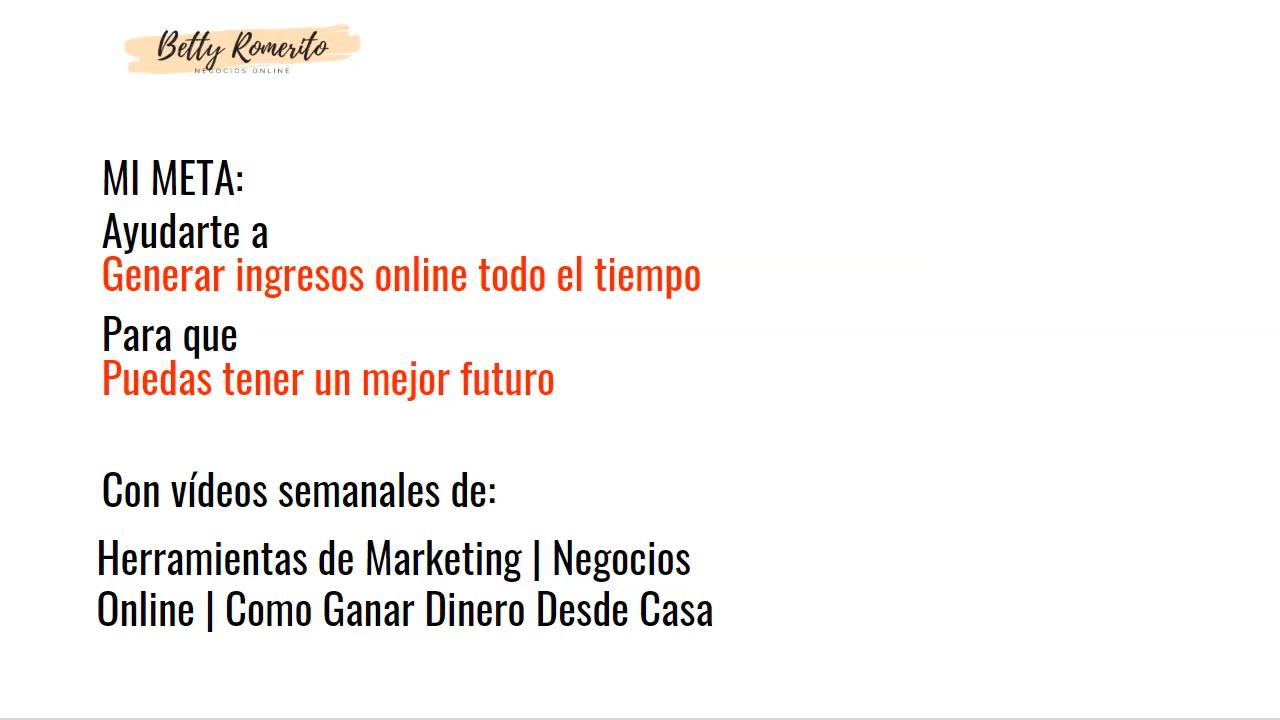 Betty Romerito
NEGOCIOS ONLINE
MI META:
Ayudarte a
Generar ingresos online todo el tiempo
Para que
Puedas tener un mejor futuro
Con vídeos semanales de:
Herramientas de Marketing | Negocios
Online | Como Ganar Dinero Desde Casa